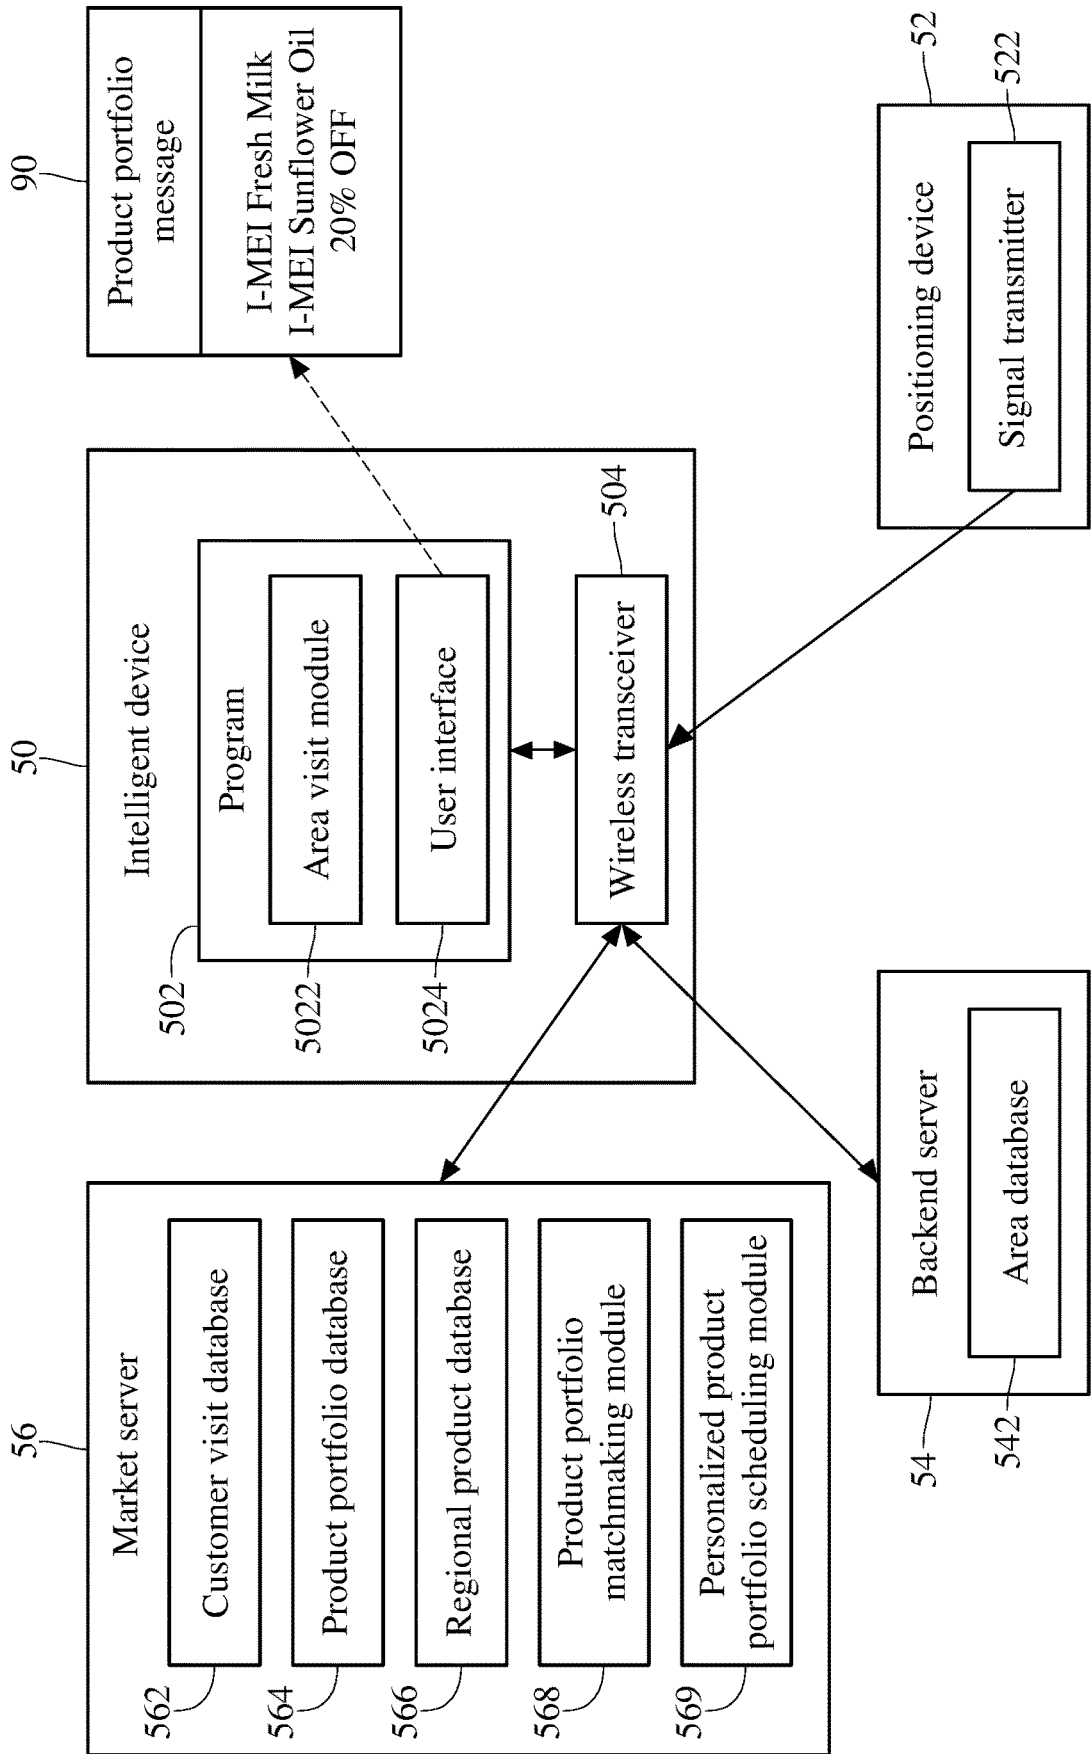 56
Market server
562
Customer visit database
564
Product portfolio database
566
Regional product database
568
Product portfolio
matchmaking module
569
Personalized product
portfolio scheduling module
50
Intelligent device
502
Program
5022
Area visit module
5024
User interface
504
Wireless transceiver
90
Product portfolio
message
I-MEI Fresh Milk
I-MEI Sunflower Oil
20% OFF
54
Backend server
542
Area database
52
Positioning device
522
Signal transmitter